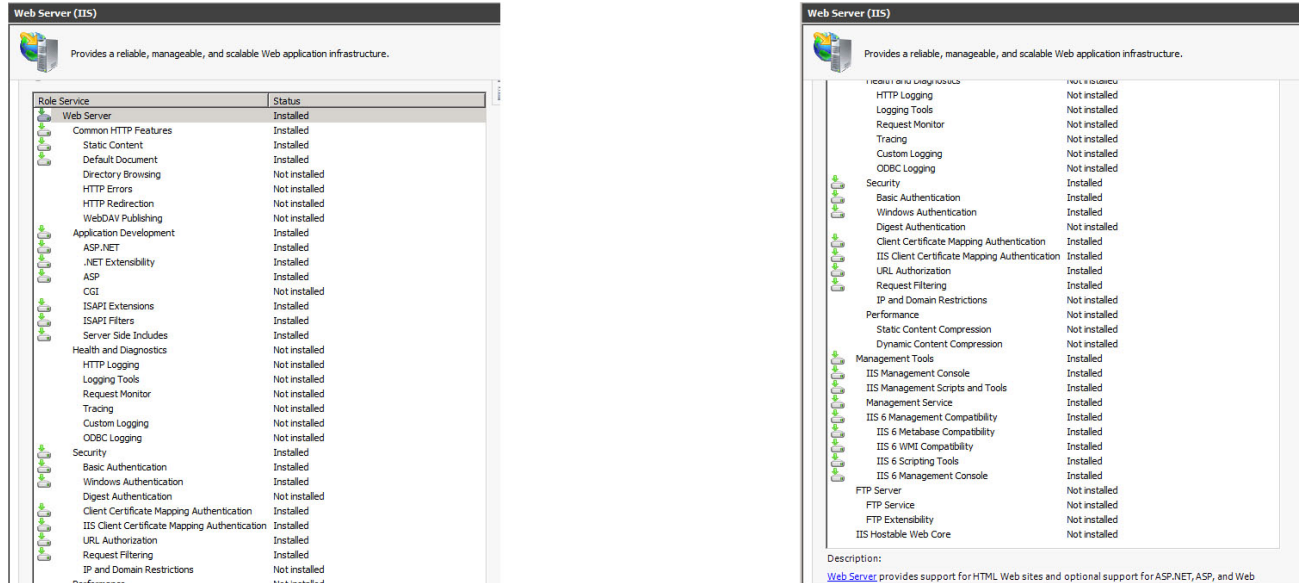 Web Server (IIS)
Provides a reliable, manageable, and scalable Web application infrastructure.
Role Service Status
Web Server Installed
Common HTTP Features Installed
Static Content Installed
Default Document Installed
Directory Browsing Not installed
HTTP Errors Not installed
HTTP Redirection Not installed
WebDAV Publishing Not installed
Application Development Installed
ASP.NET Installed
.NET Extensibility Installed
ASP Installed
CGI Not installed
ISAPI Extensions Installed
ISAPI Filters Installed
Server Side Includes Installed
Health and Diagnostics Not installed
HTTP Logging Not installed
Logging Tools Not installed
Request Monitor Not installed
Tracing Not installed
Custom Logging Not installed
ODBC Logging Not installed
Security Installed
Basic Authentication Installed
Windows Authentication Installed
Digest Authentication Not installed
Client Certificate Mapping Authentication Installed
IIS Client Certificate Mapping Authentication Installed
URL Authorization Installed
Request Filtering Installed
IP and Domain Restrictions Not installed
Performance Not installed
Web Server (IIS)
Provides a reliable, manageable, and scalable Web application infrastructure.
Health and Diagnostics Not installed
HTTP Logging Not installed
Logging Tools Not installed
Request Monitor Not installed
Tracing Not installed
Custom Logging Not installed
ODBC Logging Not installed
Security Installed
Basic Authentication Installed
Windows Authentication Installed
Digest Authentication Not installed
Client Certificate Mapping Authentication Installed
IIS Client Certificate Mapping Authentication Installed
URL Authorization Installed
Request Filtering Installed
IP and Domain Restrictions Not installed
Performance Not installed
Static Content Compression Not installed
Dynamic Content Compression Not installed
Management Tools Installed
IIS Management Console Installed
IIS Management Scripts and Tools Installed
Management Service Installed
IIS 6 Management Compatibility Installed
IIS 6 Metabase Compatibility Installed
IIS 6 WMI Compatibility Installed
IIS 6 Scripting Tools Installed
IIS 6 Management Console Installed
FTP Server Not installed
FTP Service Not installed
FTP Extensibility Not installed
IIS Hostable Web Core Not installed
Description:
Web Server provides support for HTML Web sites and optional support for ASP.NET, ASP, and Web